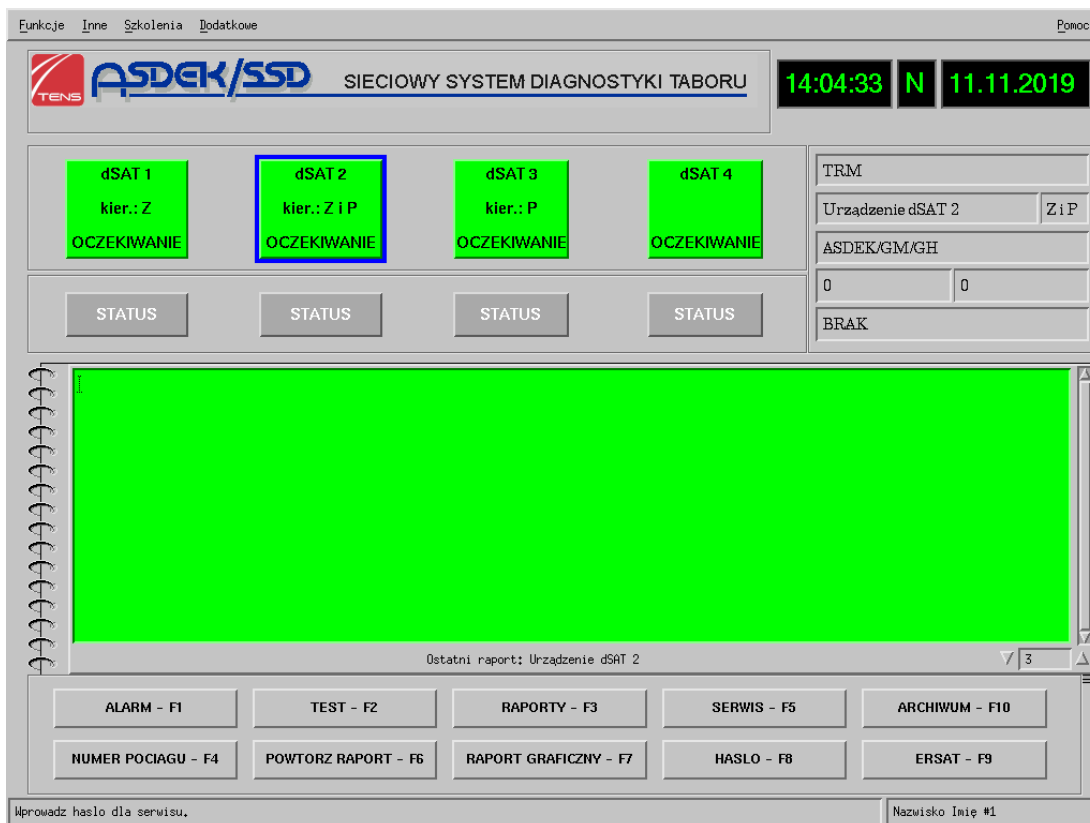 Funkcje Inne Szkolenia Dodatkowe Pomoc
TENS
ASDEK/SSD
SIECIOWY SYSTEM DIAGNOSTYKI TABORU
14:04:33 N 11.11.2019
dSAT 1 dSAT 2 dSAT 3 dSAT 4
kier.: Z kier.: Z i P kier.: P
OCZEKIWANIE OCZEKIWANIE OCZEKIWANIE OCZEKIWANIE
STATUS STATUS STATUS STATUS
TRM
Urządzenie dSAT 2 Z i P
ASDEK/GM/GH
0 0
BRAK
Ostatni raport: Urządzenie dSAT 2 3
ALARM - F1 TEST - F2 RAPORTY - F3 SERWIS - F5 ARCHIWUM - F10
NUMER POCIAGU - F4 POWTORZ RAPORT - F6 RAPORT GRAFICZNY - F7 HASLO - F8 ERSAT - F9
Wprowadz haslo dla serwisu. Nazwisko Imię #1